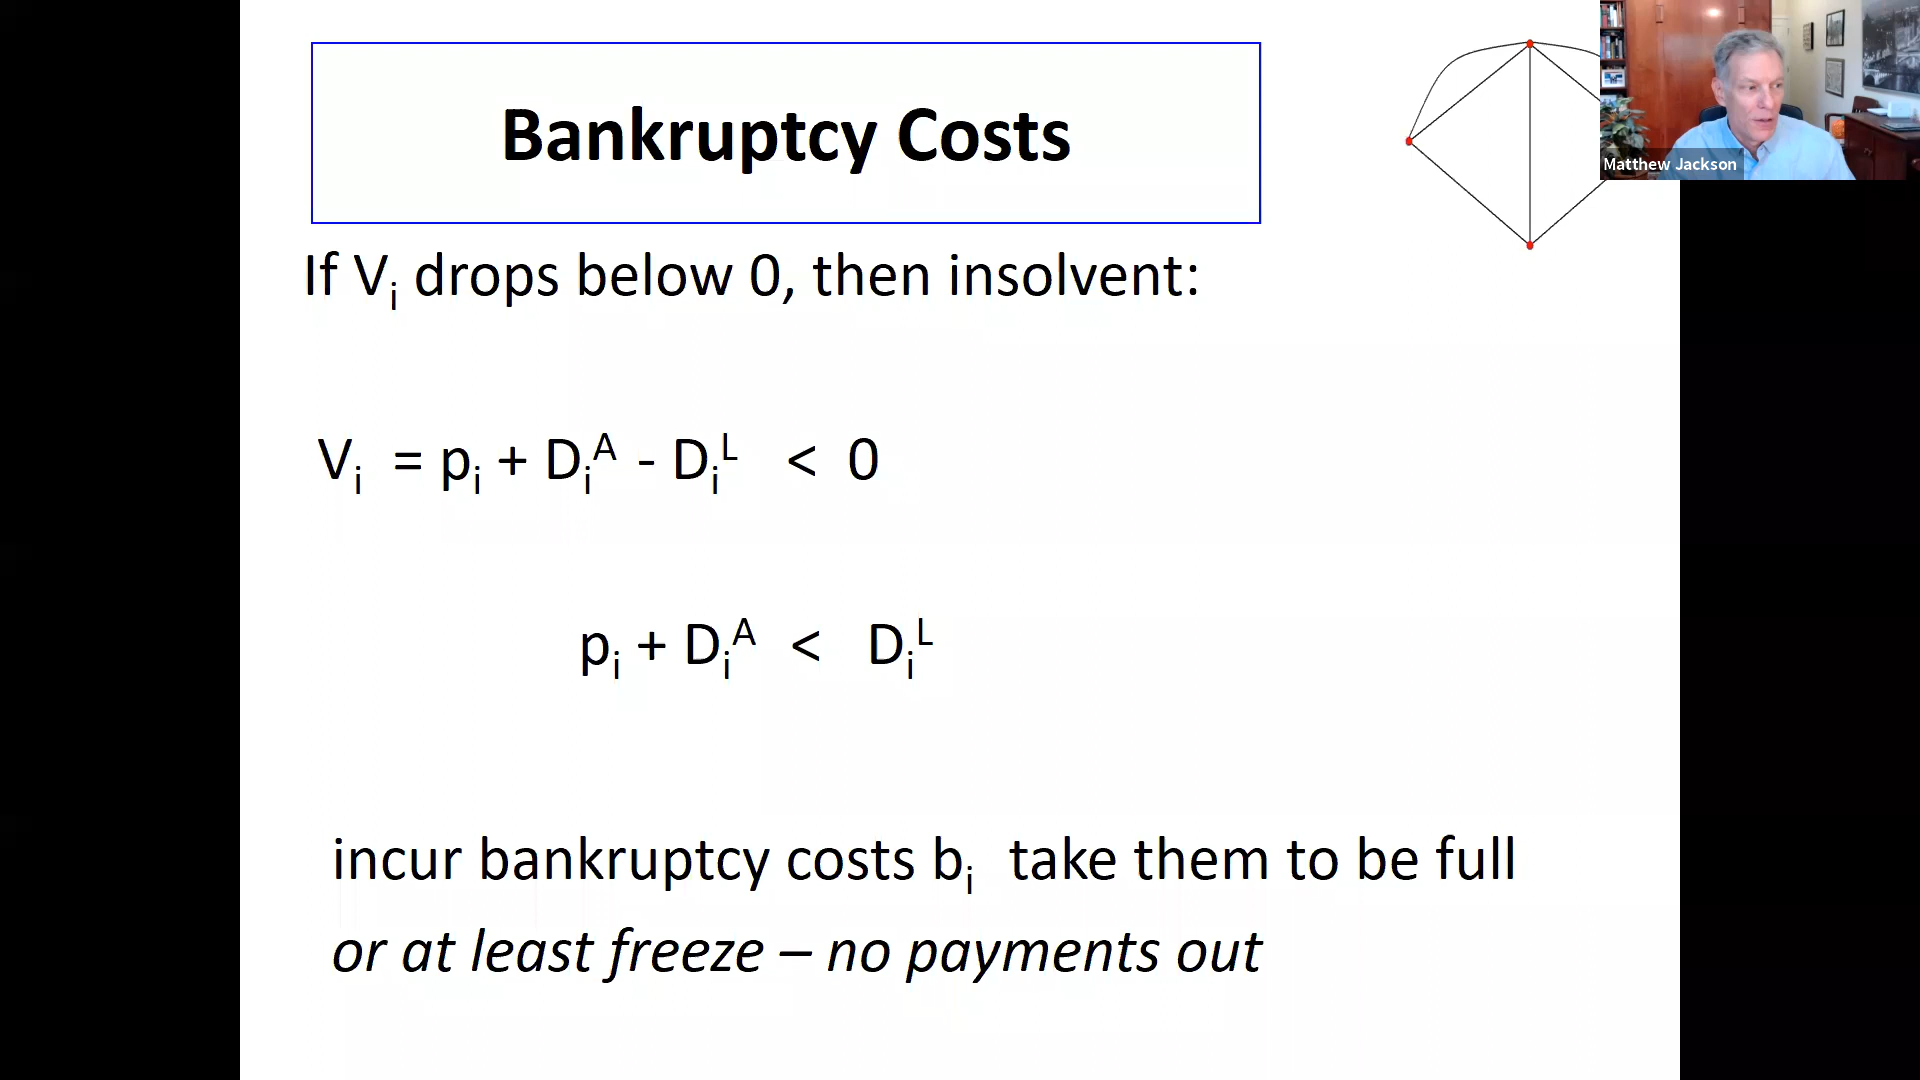 Bankruptcy Costs
Matthew Jackson
If Vᵢ drops below 0, then insolvent:
Vᵢ = pᵢ + Dᵢᴬ - Dᵢᴸ < 0
pᵢ + Dᵢᴬ < Dᵢᴸ
incur bankruptcy costs bᵢ take them to be full
or at least freeze – no payments out